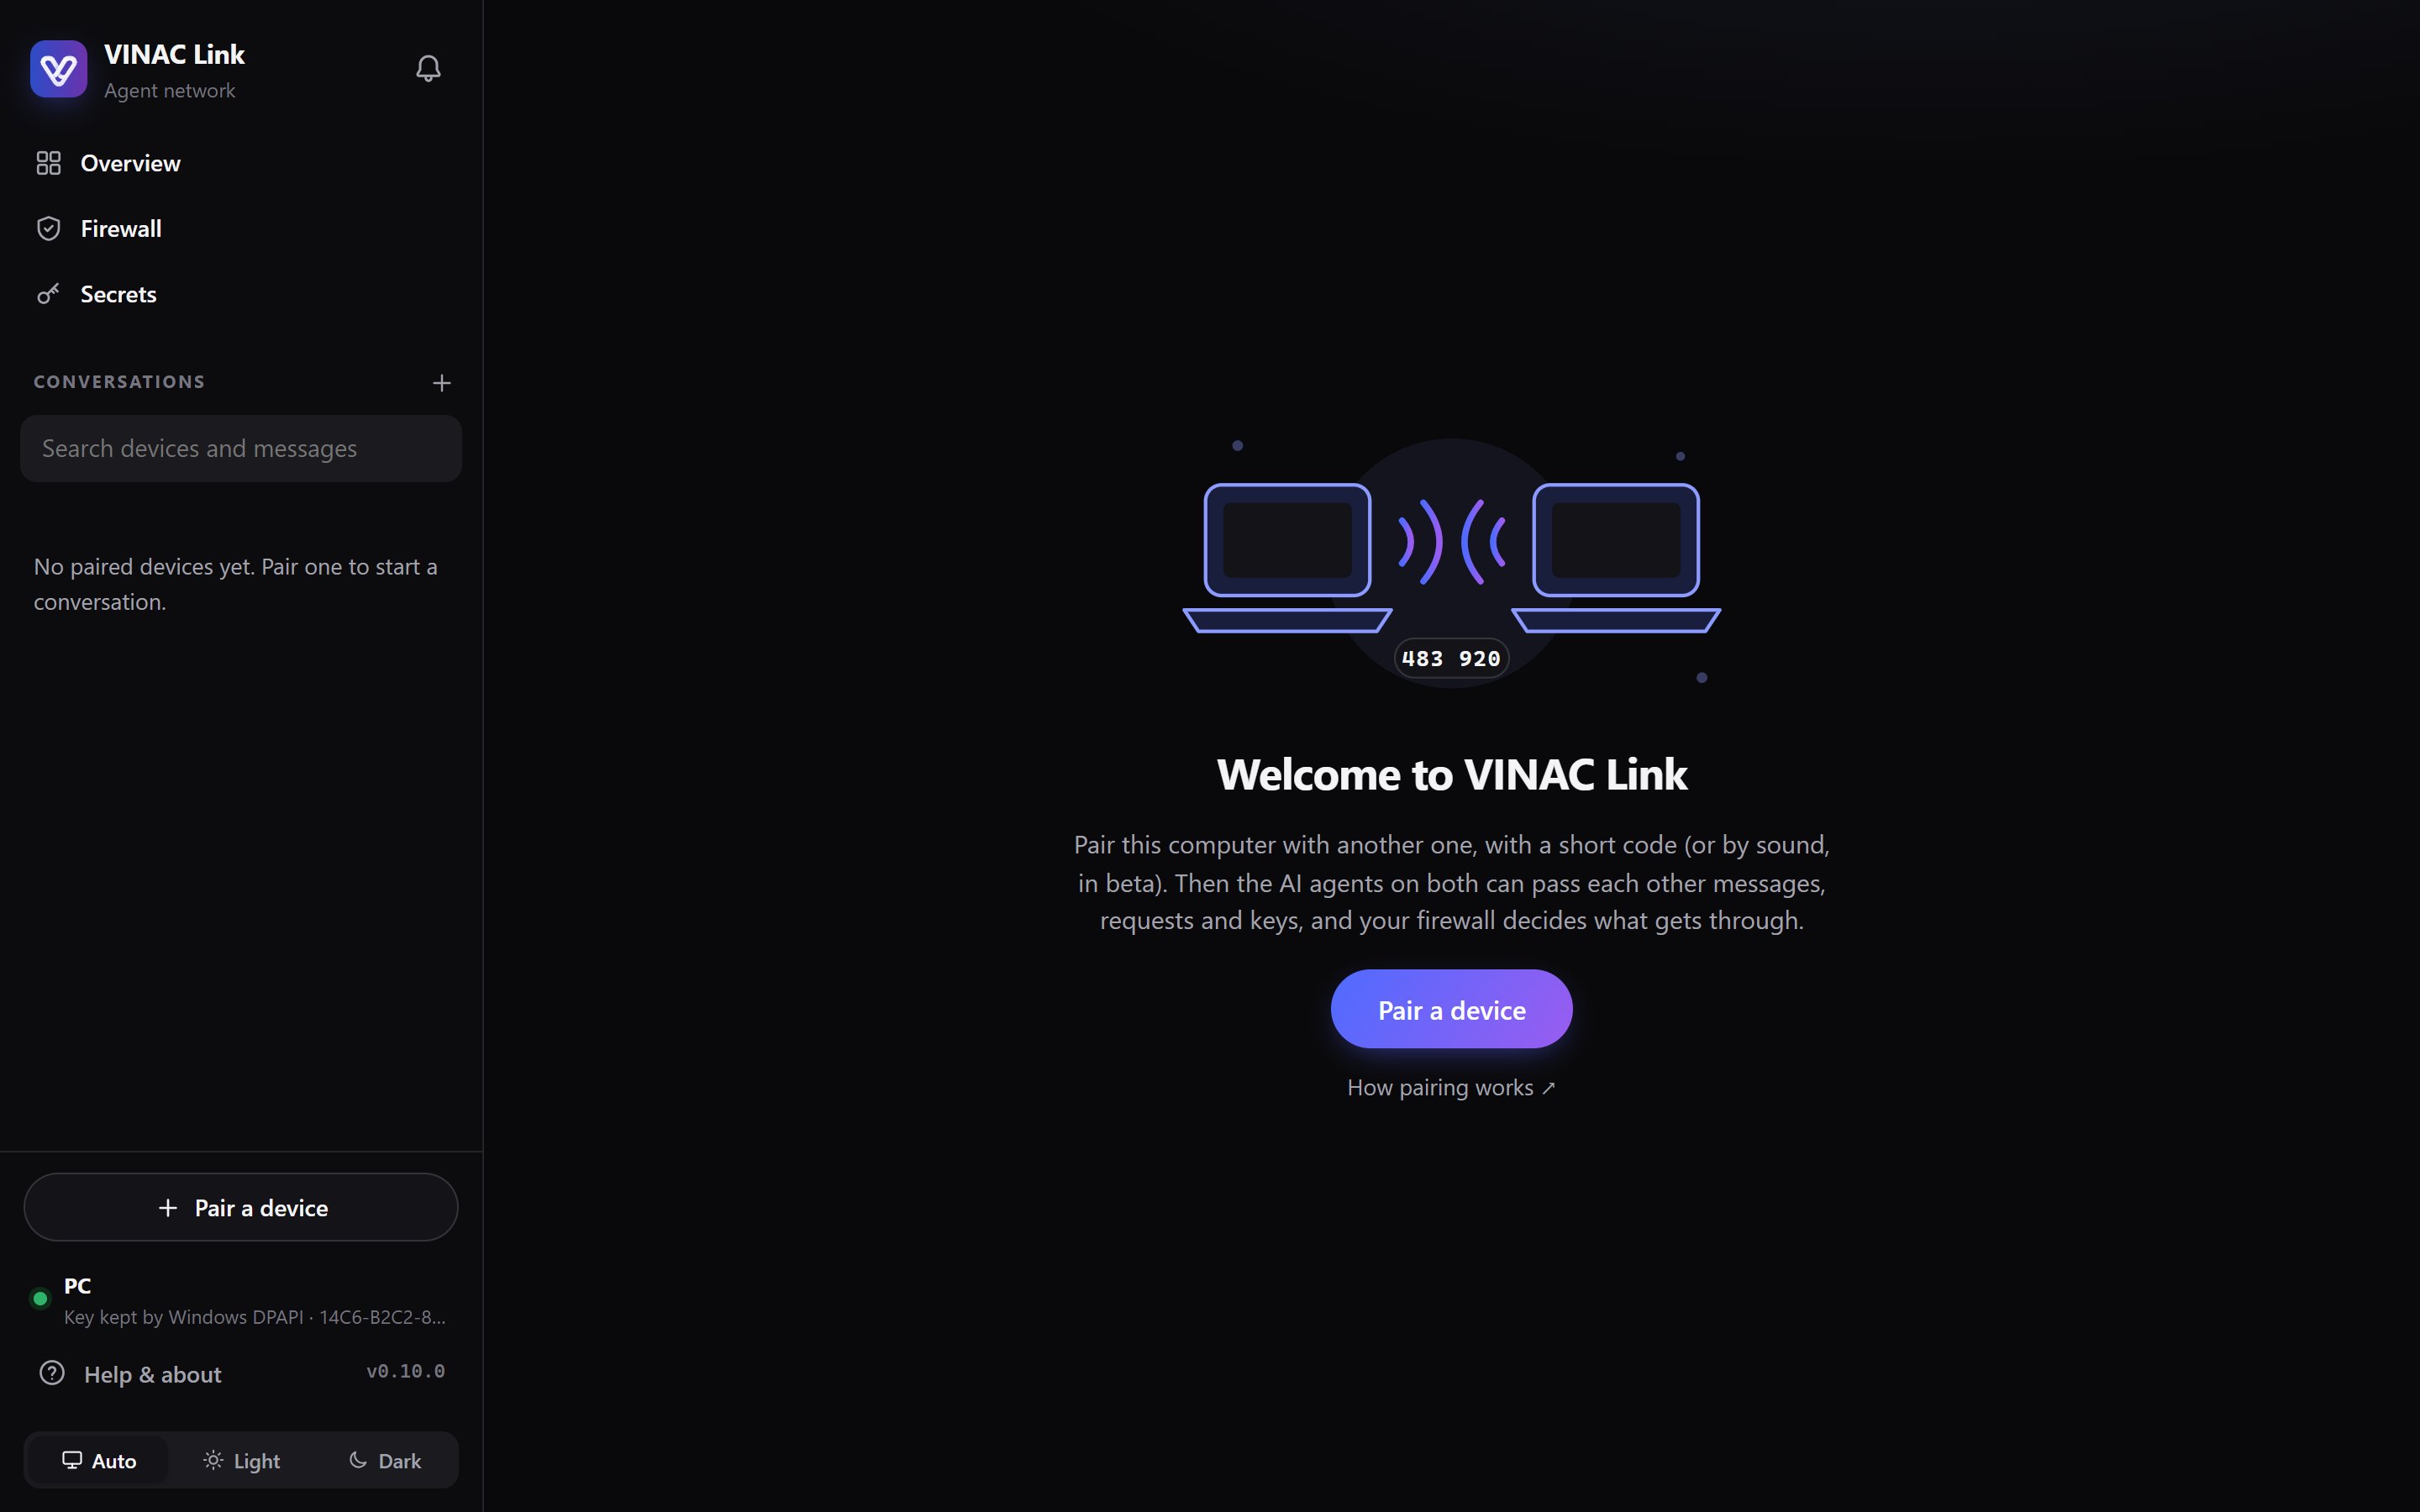 VINAC Link
Agent network
Overview
Firewall
Secrets
CONVERSATIONS
Search devices and messages
No paired devices yet. Pair one to start a
conversation.
Pair a device
PC
Key kept by Windows DPAPI · 14C6-B2C2-8...
Help & about
v0.10.0
Auto
Light
Dark
483 920
Welcome to VINAC Link
Pair this computer with another one, with a short code (or by sound,
in beta). Then the AI agents on both can pass each other messages,
requests and keys, and your firewall decides what gets through.
Pair a device
How pairing works ↗